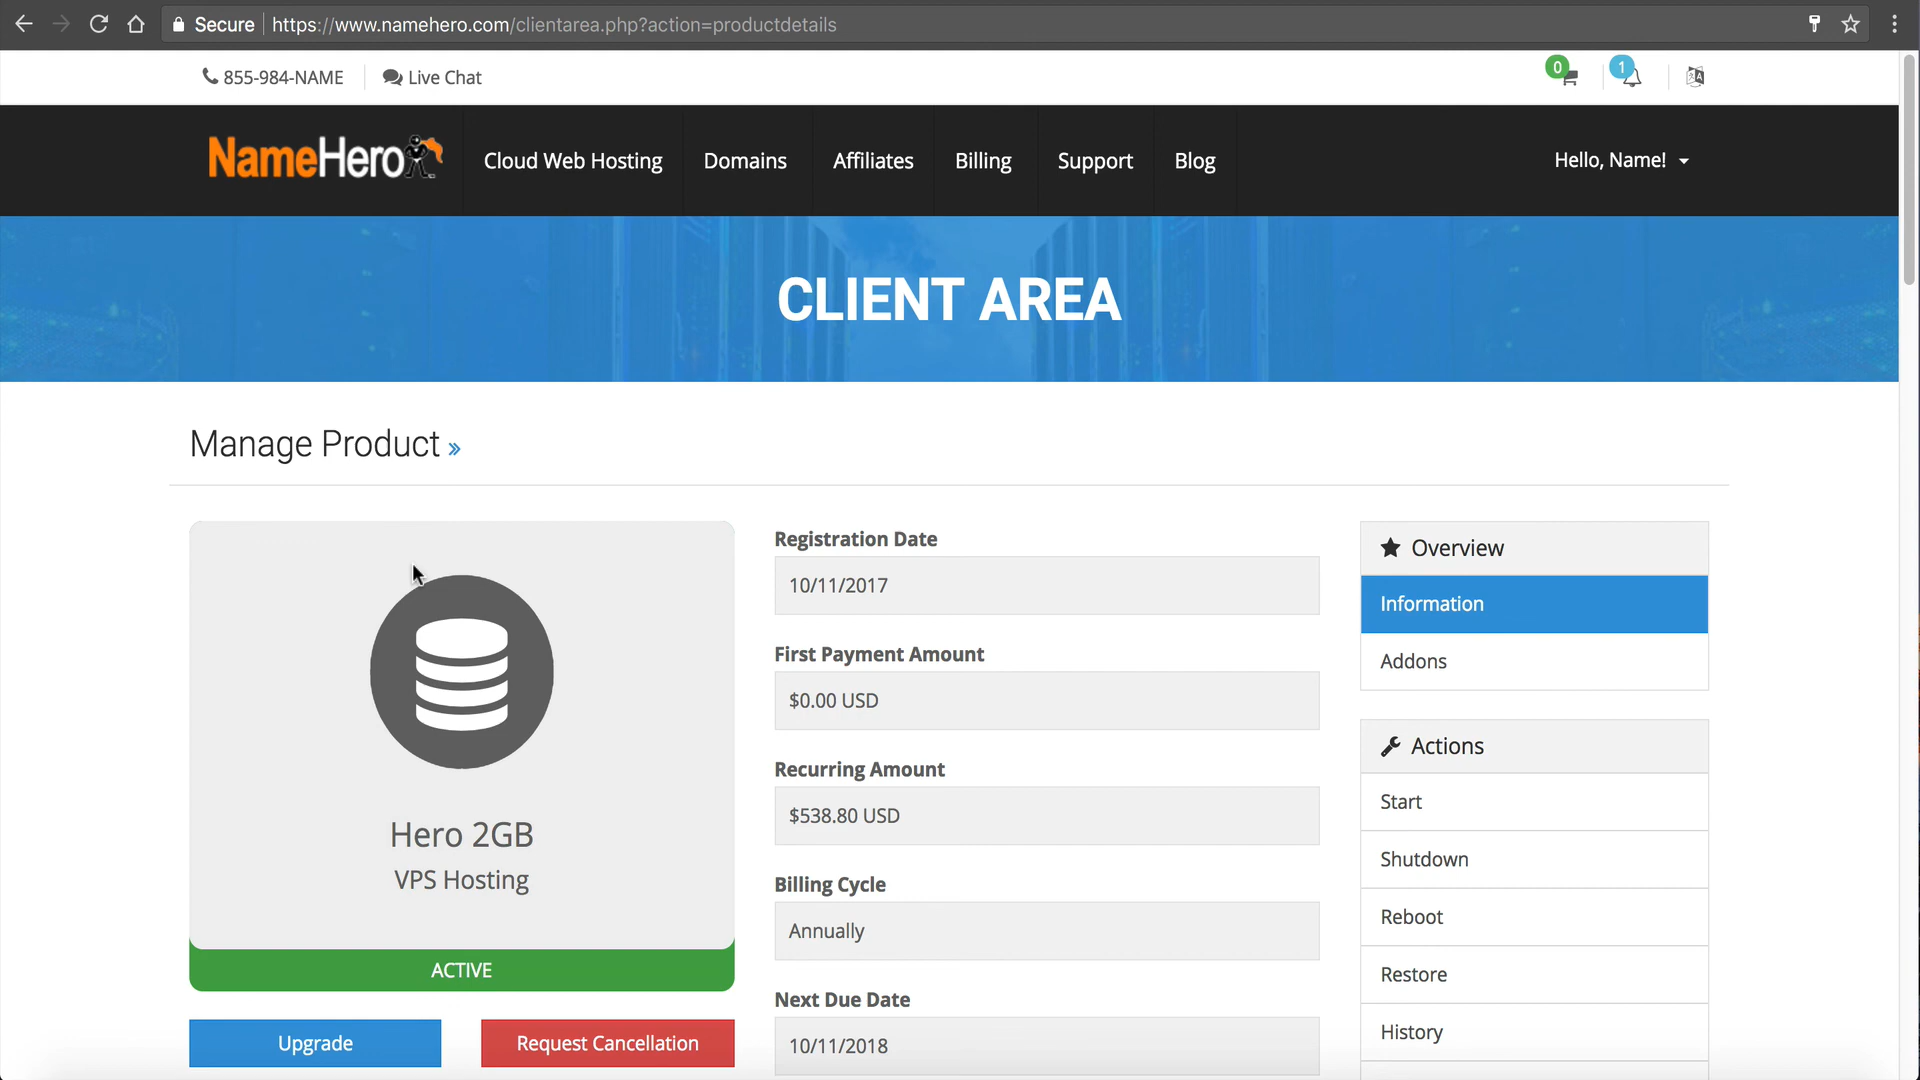 Secure https://www.namehero.com/clientarea.php?action=productdetails
855-984-NAME Live Chat 0 1
NameHero Cloud Web Hosting Domains Affiliates Billing Support Blog Hello, Name!
CLIENT AREA
Manage Product »
Registration Date
10/11/2017
First Payment Amount
$0.00 USD
Recurring Amount
$538.80 USD
Billing Cycle
Annually
Next Due Date
10/11/2018
Hero 2GB
VPS Hosting
ACTIVE
Upgrade Request Cancellation
Overview
Information
Addons
Actions
Start
Shutdown
Reboot
Restore
History